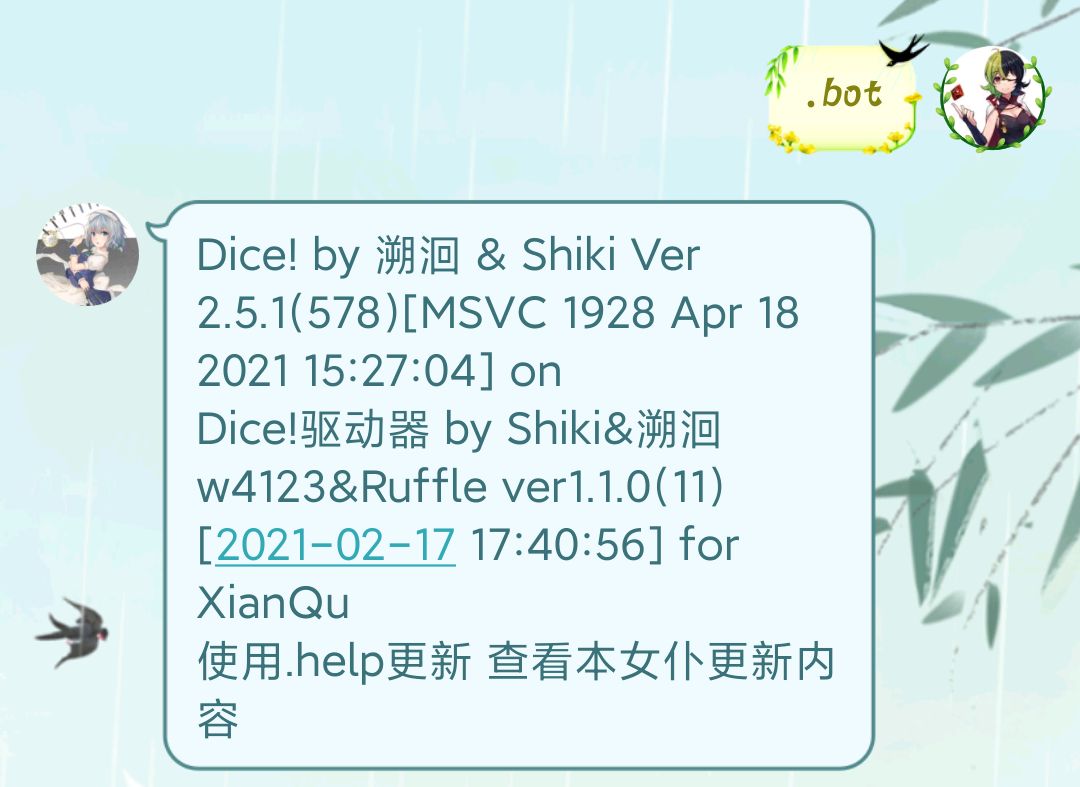 .bot
Dice! by 溯洄 & Shiki Ver
2.5.1(578)[MSVC 1928 Apr 18
2021 15:27:04] on
Dice!驱动器 by Shiki&溯洄
w4123&Ruffle ver1.1.0(11)
[2021-02-17 17:40:56] for
XianQu
使用.help更新 查看本女仆更新内
容